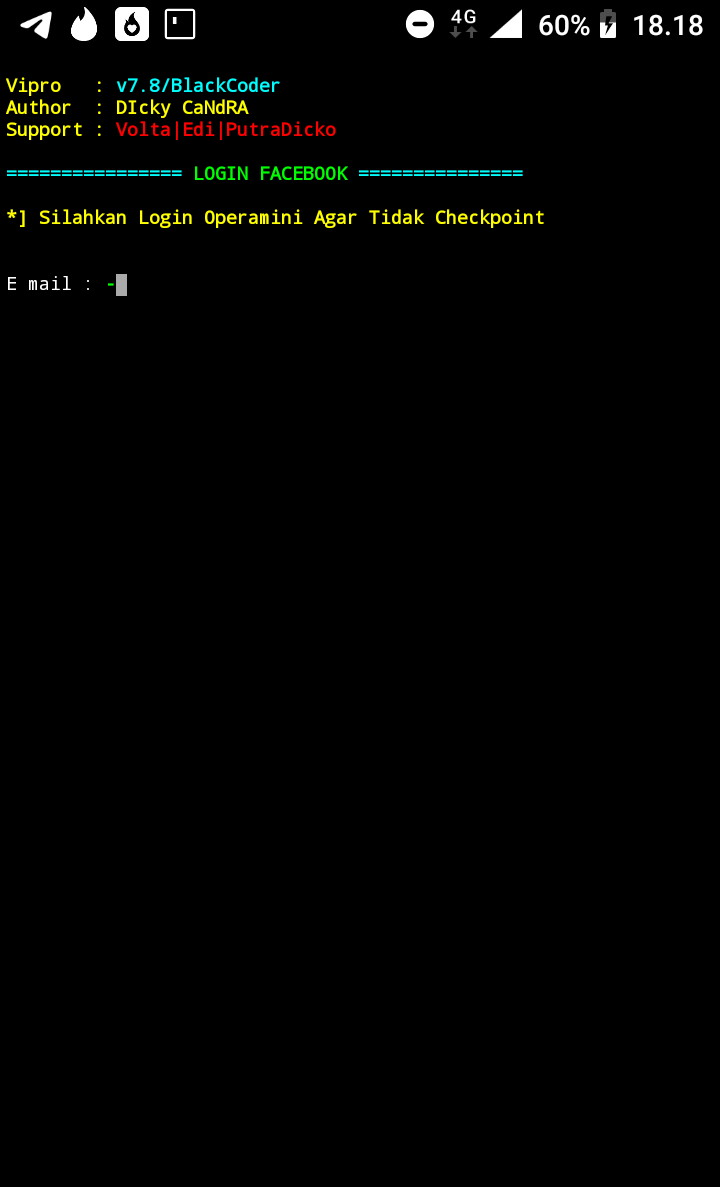 4G 60% 18.18
Vipro : v7.8/BlackCoder
Author : DIcky CaNdRA
Support : Volta|Edi|PutraDicko
================ LOGIN FACEBOOK ===============
*] Silahkan Login Operamini Agar Tidak Checkpoint
E mail : -